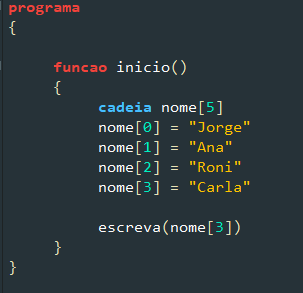 programa
{
funcao inicio()
{
cadeia nome[5]
nome[0] = "Jorge"
nome[1] = "Ana"
nome[2] = "Roni"
nome[3] = "Carla"
escreva(nome[3])
}
}